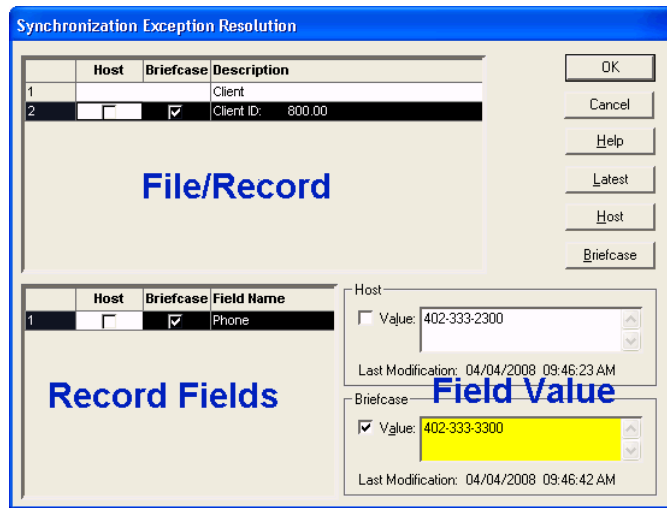 Synchronization Exception Resolution
Host Briefcase Description
1 Client
2 Client ID: 800.00
File/Record
OK
Cancel
Help
Latest
Host
Briefcase
Host Briefcase Field Name
1 Phone
Record Fields
Host
Value: 402-333-2300
Last Modification: 04/04/2008 09:46:23 AM
Field Value
Briefcase
Value: 402-333-3300
Last Modification: 04/04/2008 09:46:42 AM